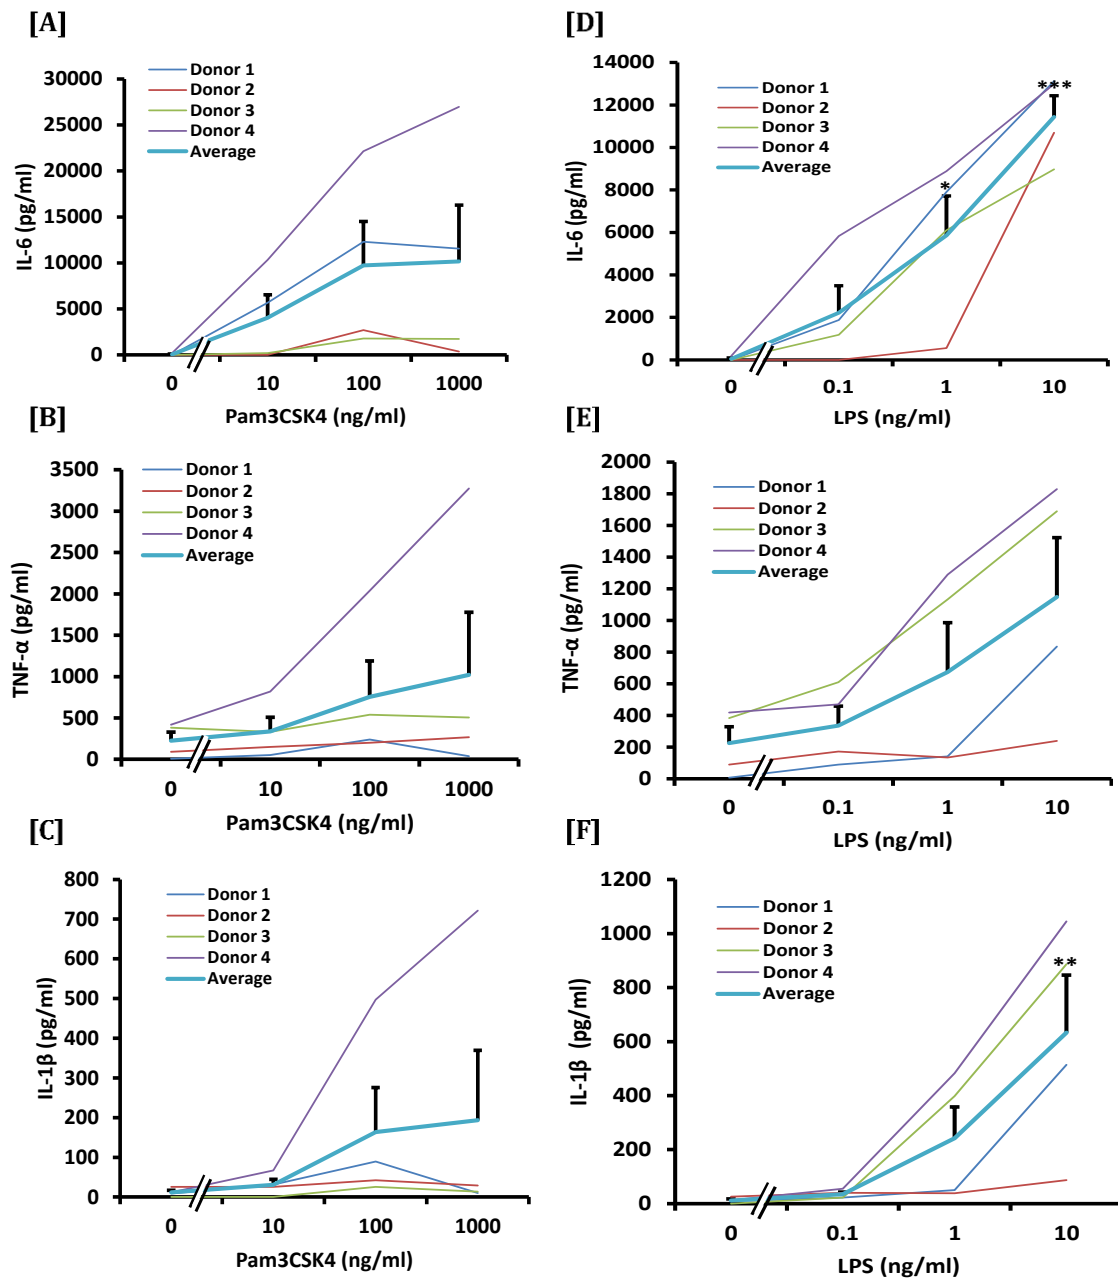 [A]
Donor 1
Donor 2
Donor 3
Donor 4
Average
30000
25000
20000
15000
10000
5000
0
IL-6 (pg/ml)
0 10 100 1000
Pam3CSK4 (ng/ml)
[D]
Donor 1
Donor 2
Donor 3
Donor 4
Average
14000
12000
10000
8000
6000
4000
2000
0
IL-6 (pg/ml)
*
***
0 0.1 1 10
LPS (ng/ml)
[B]
Donor 1
Donor 2
Donor 3
Donor 4
Average
3500
3000
2500
2000
1500
1000
500
0
TNF-α (pg/ml)
0 10 100 1000
Pam3CSK4 (ng/ml)
[E]
Donor 1
Donor 2
Donor 3
Donor 4
Average
2000
1800
1600
1400
1200
1000
800
600
400
200
0
TNF-α (pg/ml)
0 0.1 1 10
LPS (ng/ml)
[C]
Donor 1
Donor 2
Donor 3
Donor 4
Average
800
700
600
500
400
300
200
100
0
IL-1β (pg/ml)
0 10 100 1000
Pam3CSK4 (ng/ml)
[F]
Donor 1
Donor 2
Donor 3
Donor 4
Average
1200
1000
800
600
400
200
0
IL-1β (pg/ml)
**
0 0.1 1 10
LPS (ng/ml)